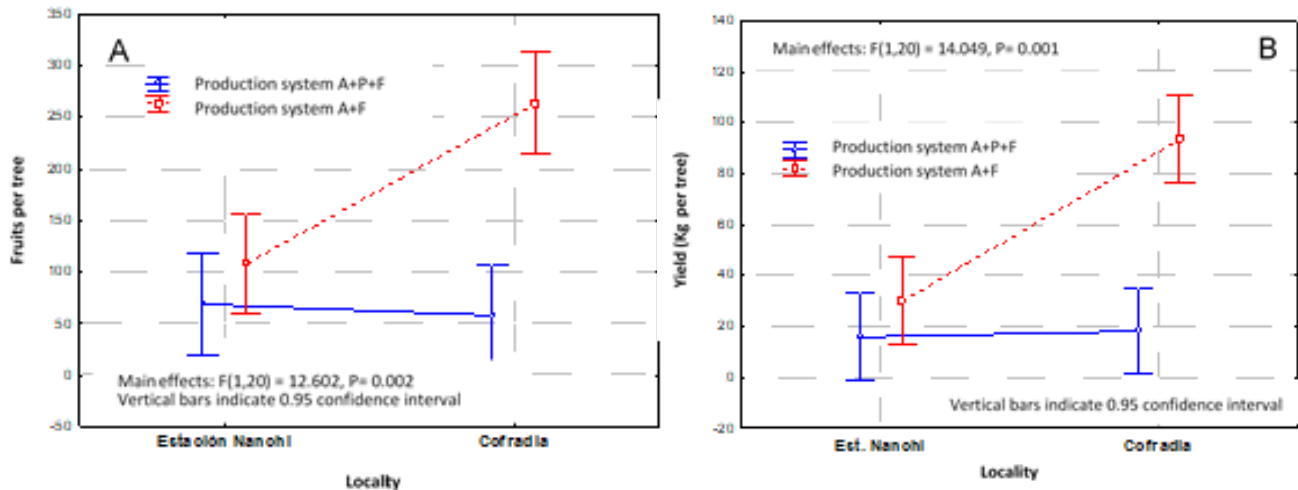 350
300
250
200
150
100
50
0
-50
A
Production system A+P+F
Production system A+F
Fruits per tree
Main effects: F(1,20) = 12.602, P= 0.002
Vertical bars indicate 0.95 confidence interval
Estación Nanchi
Cofradia
Locality
140
120
100
80
60
40
20
0
-20
Main effects: F(1,20) = 14.049, P= 0.001
B
Production system A+P+F
Production system A+F
Yield (Kg per tree)
Vertical bars indicate 0.95 confidence interval
Est. Nanchi
Cofradia
Locality